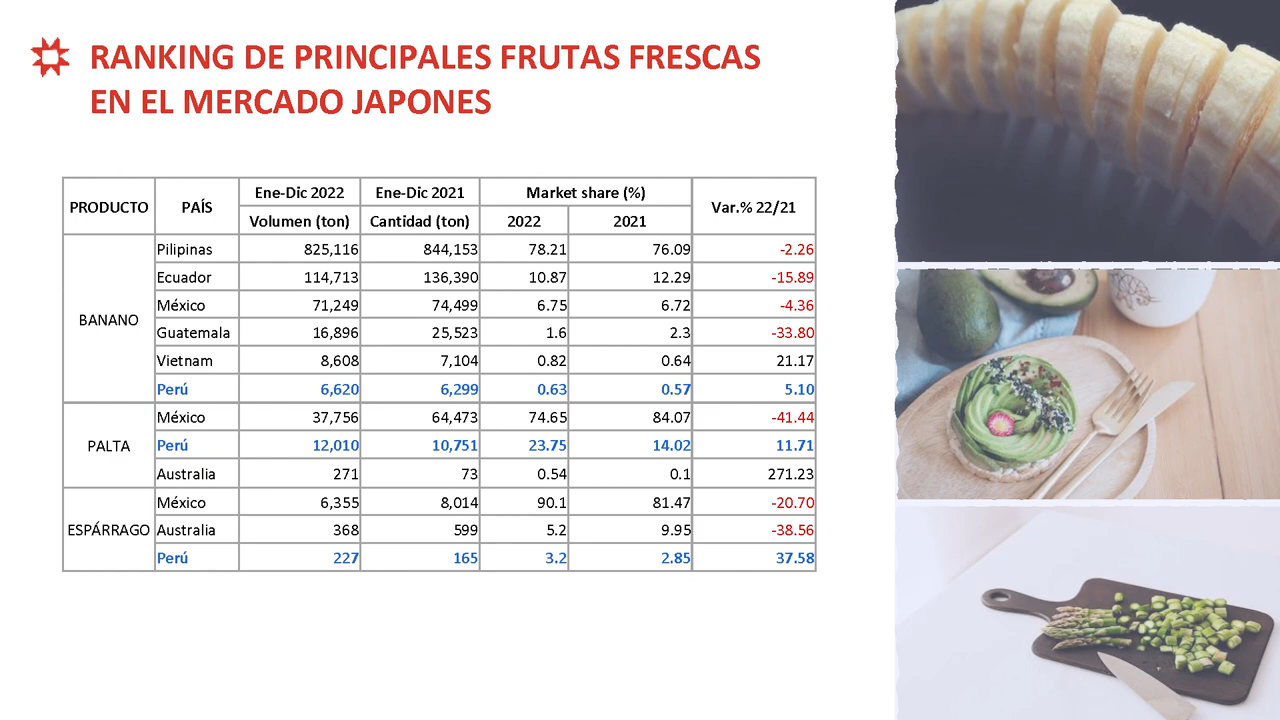 RANKING DE PRINCIPALES FRUTAS FRESCAS
EN EL MERCADO JAPONES
PRODUCTO PAÍS Ene-Dic 2022 Ene-Dic 2021 Market share (%) Var.% 22/21
Volumen (ton) Cantidad (ton) 2022 2021
BANANO
Pilipinas 825,116 844,153 78.21 76.09 -2.26
Ecuador 114,713 136,390 10.87 12.29 -15.89
México 71,249 74,499 6.75 6.72 -4.36
Guatemala 16,896 25,523 1.6 2.3 -33.80
Vietnam 8,608 7,104 0.82 0.64 21.17
Perú 6,620 6,299 0.63 0.57 5.10
PALTA
México 37,756 64,473 74.65 84.07 -41.44
Perú 12,010 10,751 23.75 14.02 11.71
Australia 271 73 0.54 0.1 271.23
ESPÁRRAGO
México 6,355 8,014 90.1 81.47 -20.70
Australia 368 599 5.2 9.95 -38.56
Perú 227 165 3.2 2.85 37.58